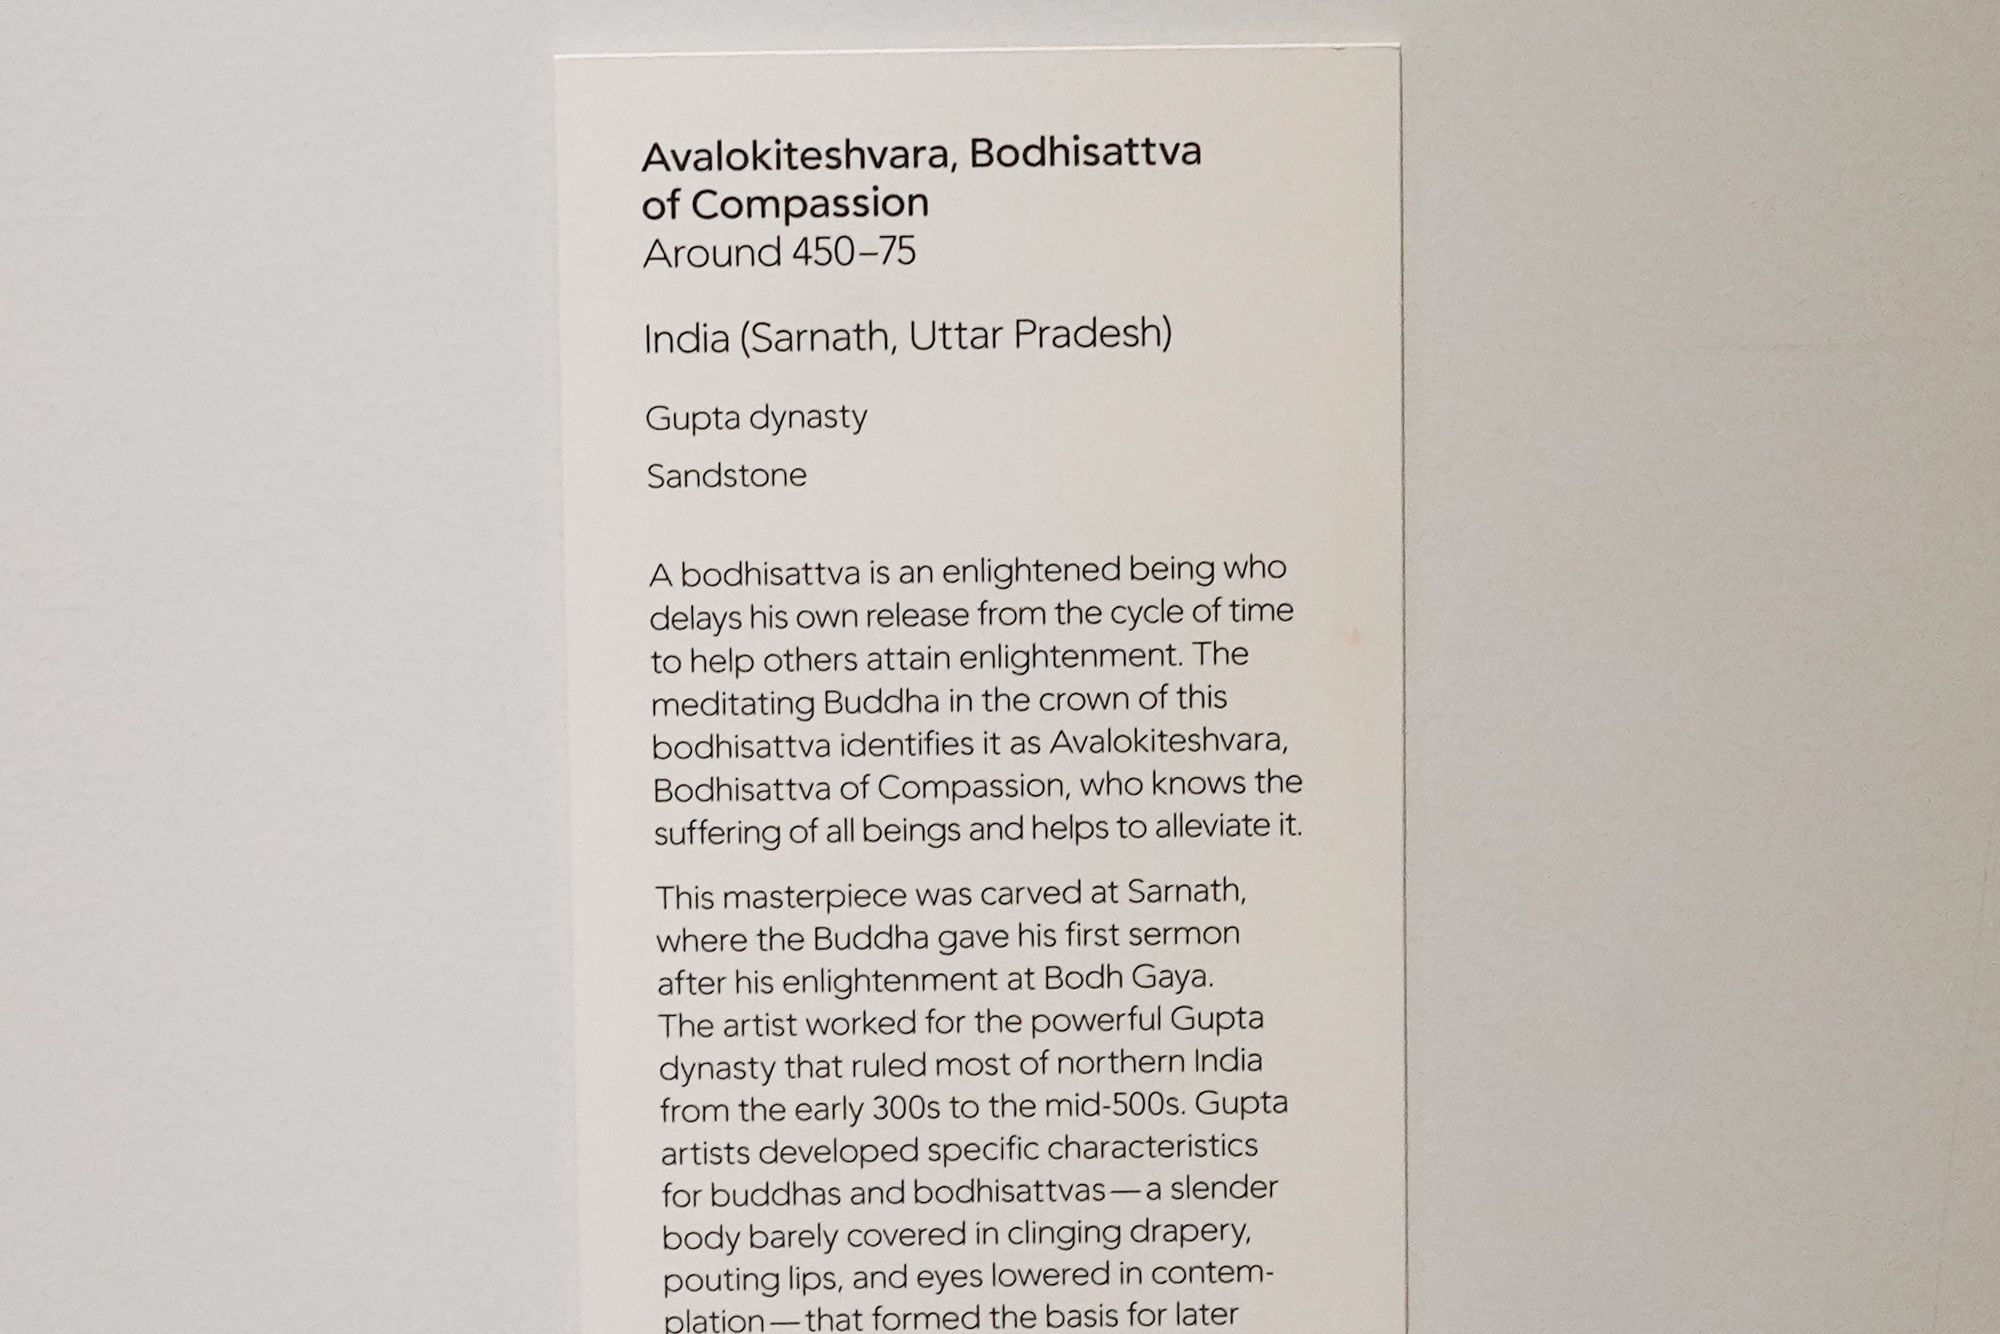 Avalokiteshvara, Bodhisattva
of Compassion
Around 450–75
India (Sarnath, Uttar Pradesh)
Gupta dynasty
Sandstone
A bodhisattva is an enlightened being who
delays his own release from the cycle of time
to help others attain enlightenment. The
meditating Buddha in the crown of this
bodhisattva identifies it as Avalokiteshvara,
Bodhisattva of Compassion, who knows the
suffering of all beings and helps to alleviate it.
This masterpiece was carved at Sarnath,
where the Buddha gave his first sermon
after his enlightenment at Bodh Gaya.
The artist worked for the powerful Gupta
dynasty that ruled most of northern India
from the early 300s to the mid-500s. Gupta
artists developed specific characteristics
for buddhas and bodhisattvas — a slender
body barely covered in clinging drapery,
pouting lips, and eyes lowered in contem-
plation — that formed the basis for later